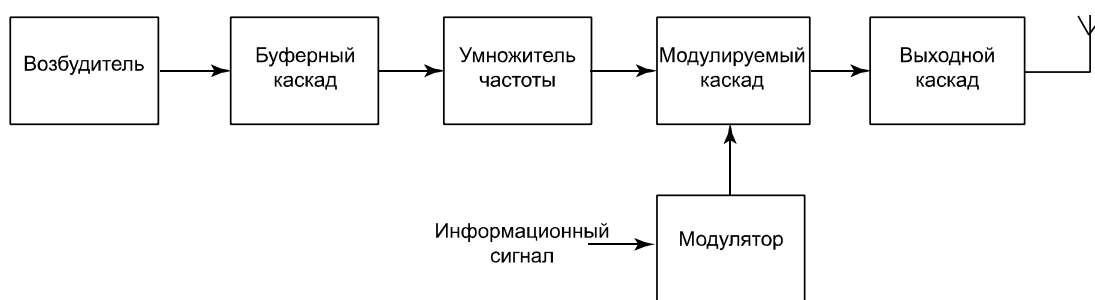 Возбудитель
Буферный
каскад
Умножитель
частоты
Модулируемый
каскад
Выходной
каскад
Информационный
сигнал
Модулятор